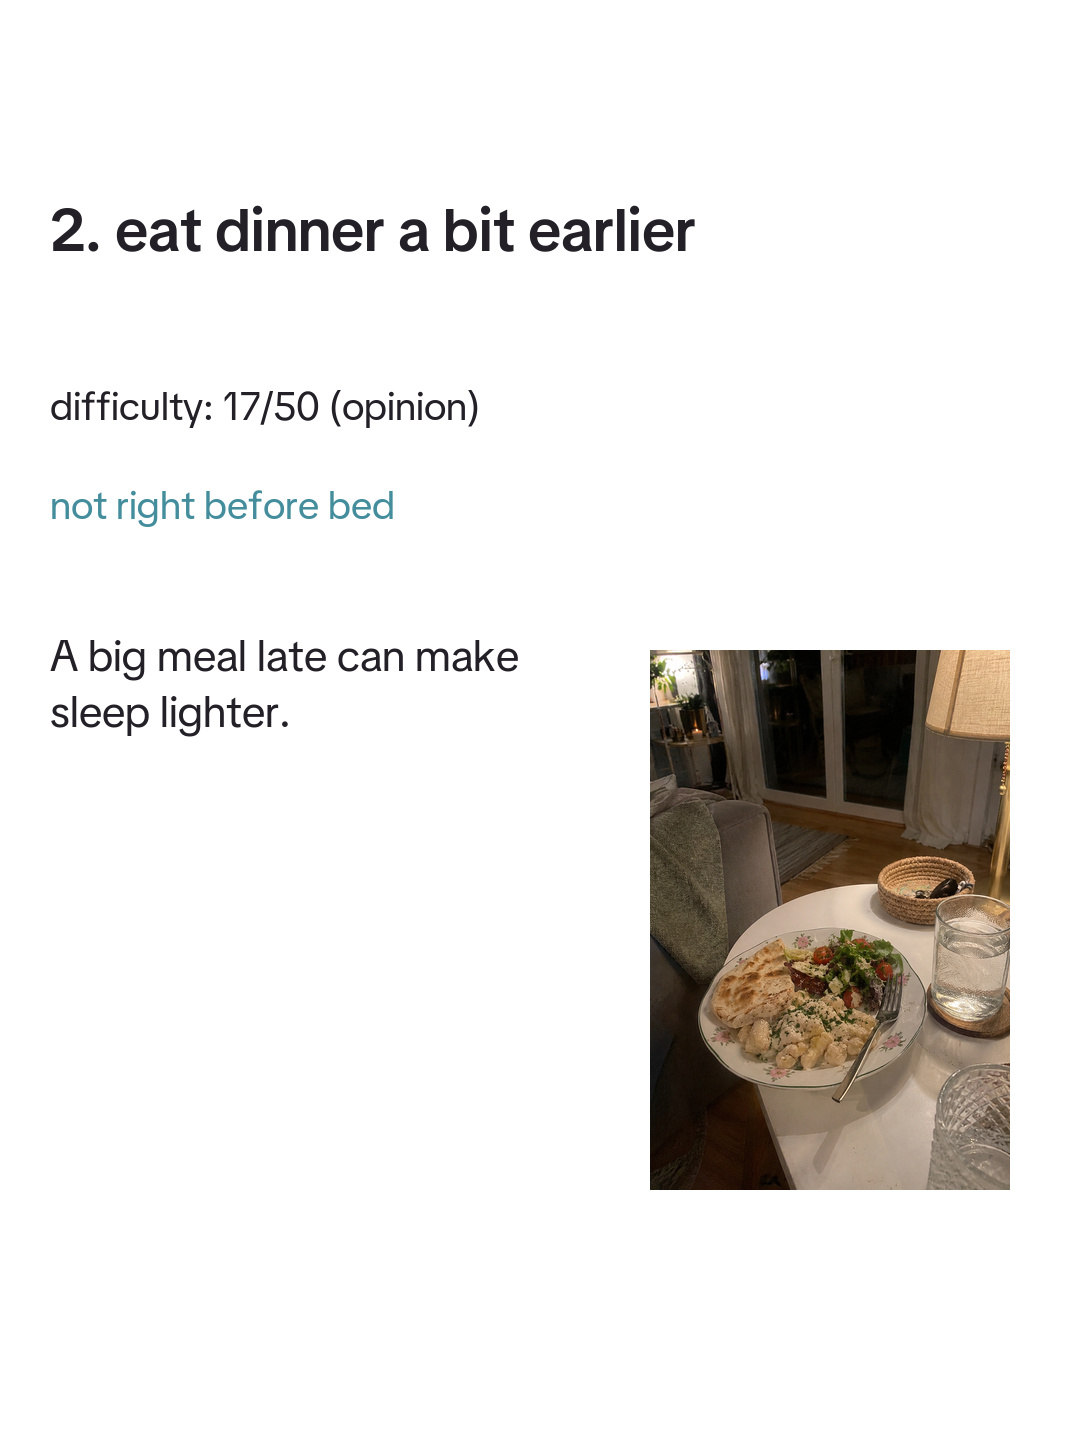 2. eat dinner a bit earlier
difficulty: 17/50 (opinion)
not right before bed
A big meal late can make
sleep lighter.